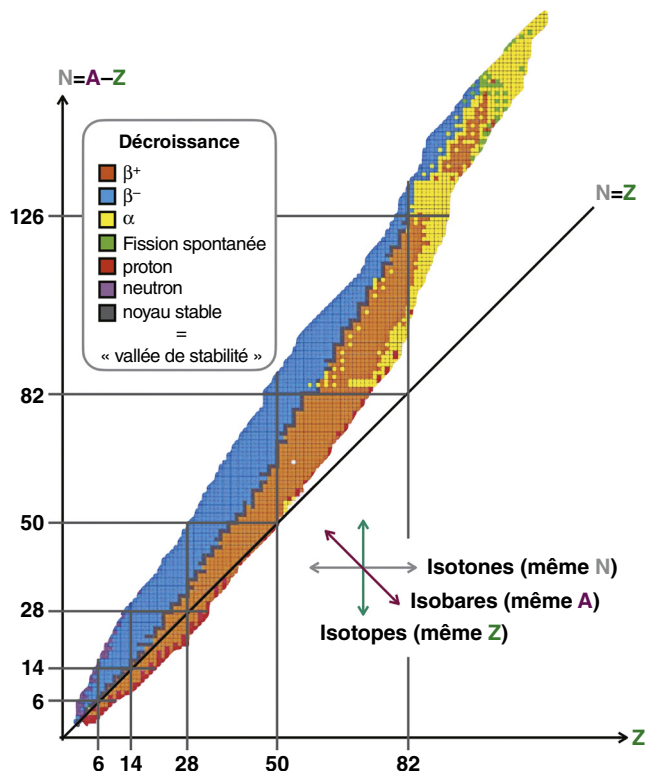 N=A–Z
Décroissance
β⁺
β⁻
α
Fission spontanée
proton
neutron
noyau stable
=
« vallée de stabilité »
N=Z
126
82
50
28
14
6
Isotones (même N)
Isobares (même A)
Isotopes (même Z)
6 14 28 50 82
Z